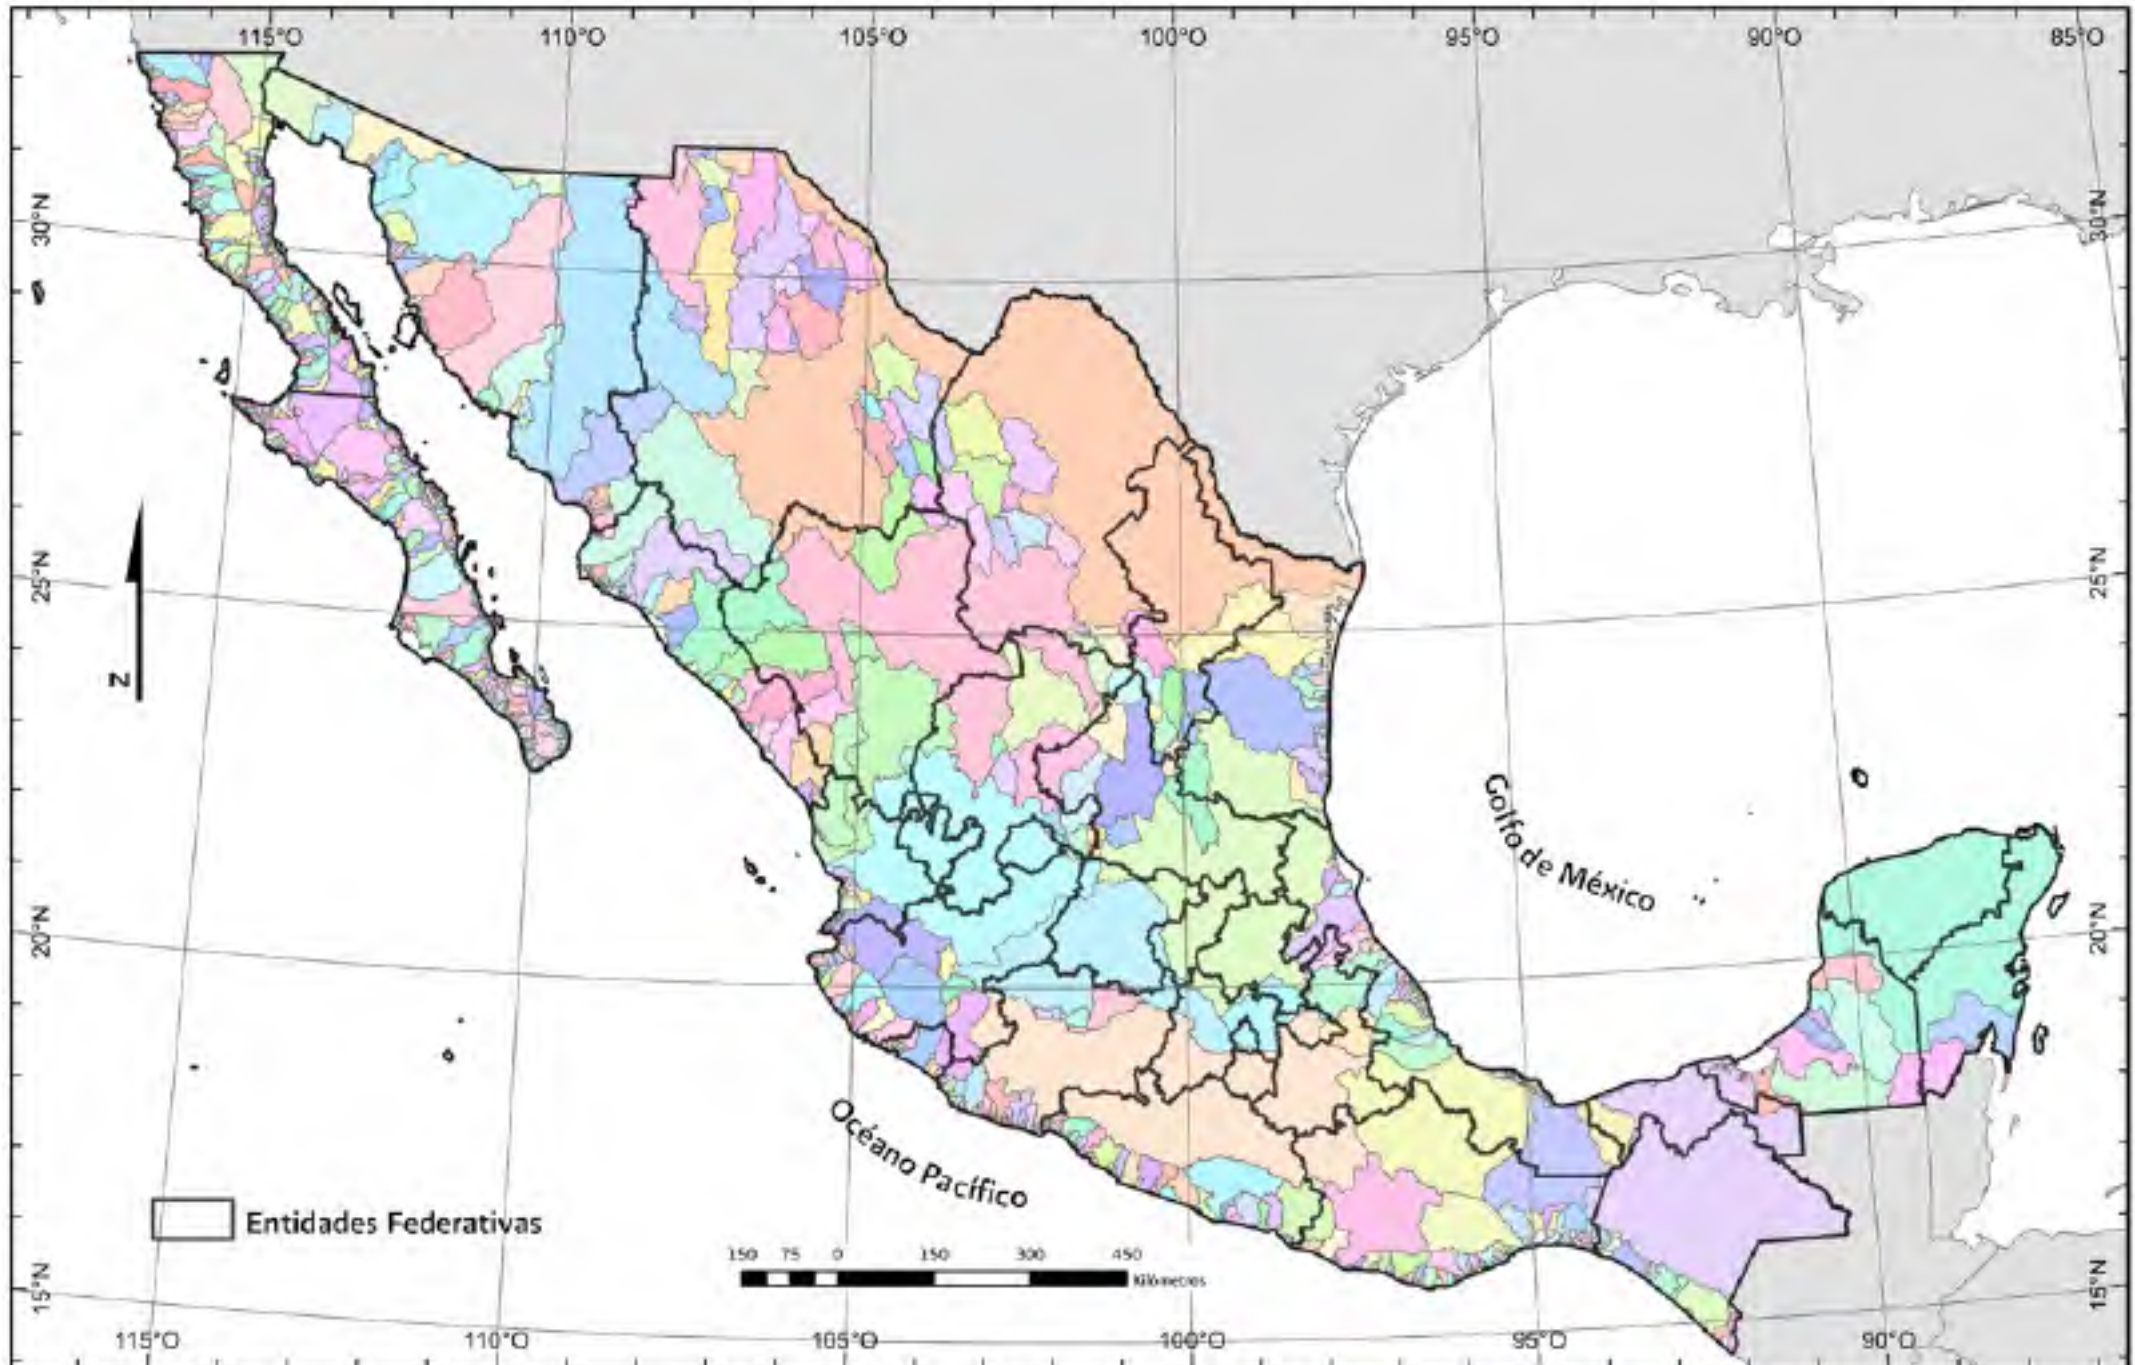 115°O 110°O 105°O 100°O 95°O 90°O 85°O
30°N 30°N
25°N 25°N
N
Golfo de México
20°N 20°N
Océano Pacífico
Entidades Federativas
150 75 0 150 300 450
Kilómetros
15°N 15°N
115°O 110°O 105°O 100°O 95°O 90°O